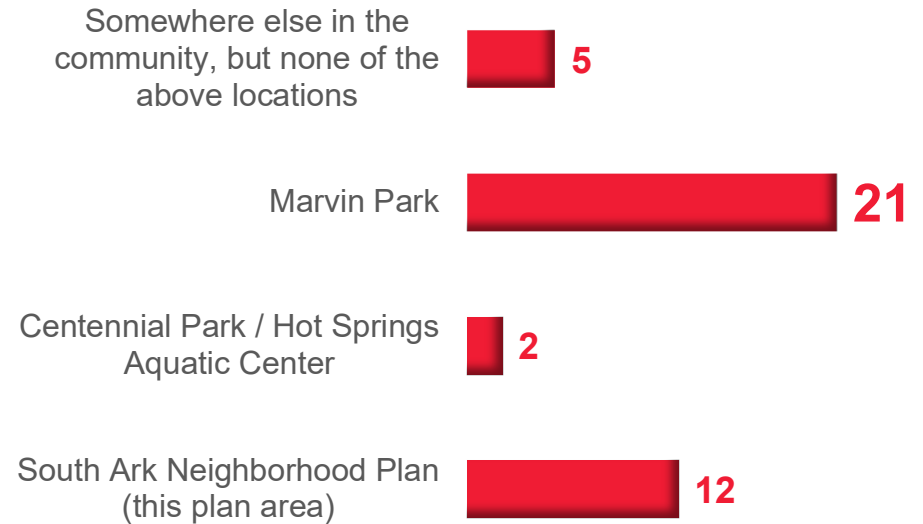 Somewhere else in the
community, but none of the
above locations
5
Marvin Park
21
Centennial Park / Hot Springs
Aquatic Center
2
South Ark Neighborhood Plan
(this plan area)
12